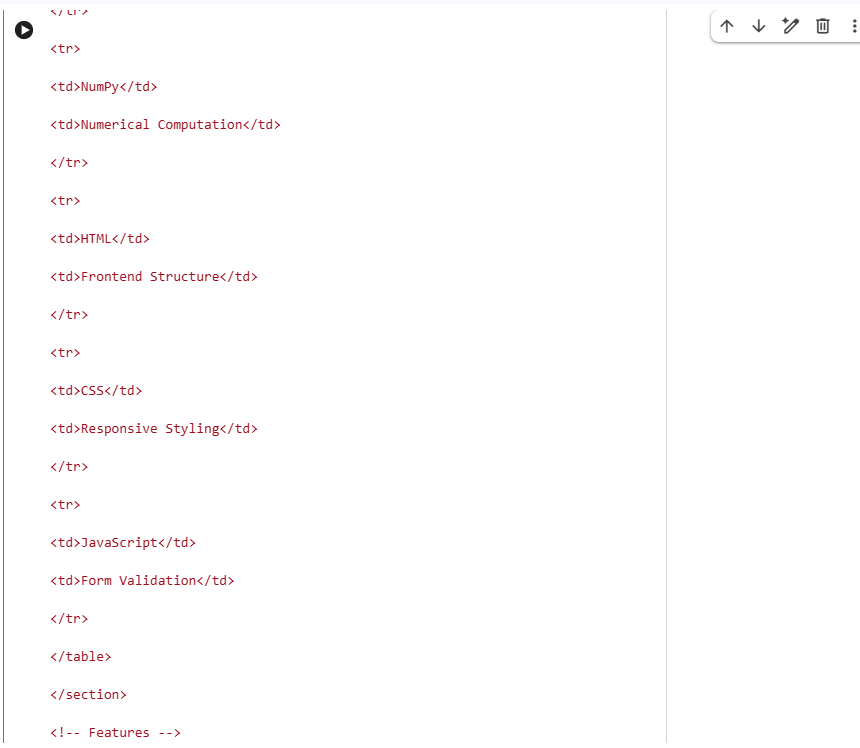 </tr>
<tr>
<td>NumPy</td>
<td>Numerical Computation</td>
</tr>
<tr>
<td>HTML</td>
<td>Frontend Structure</td>
</tr>
<tr>
<td>CSS</td>
<td>Responsive Styling</td>
</tr>
<tr>
<td>JavaScript</td>
<td>Form Validation</td>
</tr>
</table>
</section>
<!-- Features -->